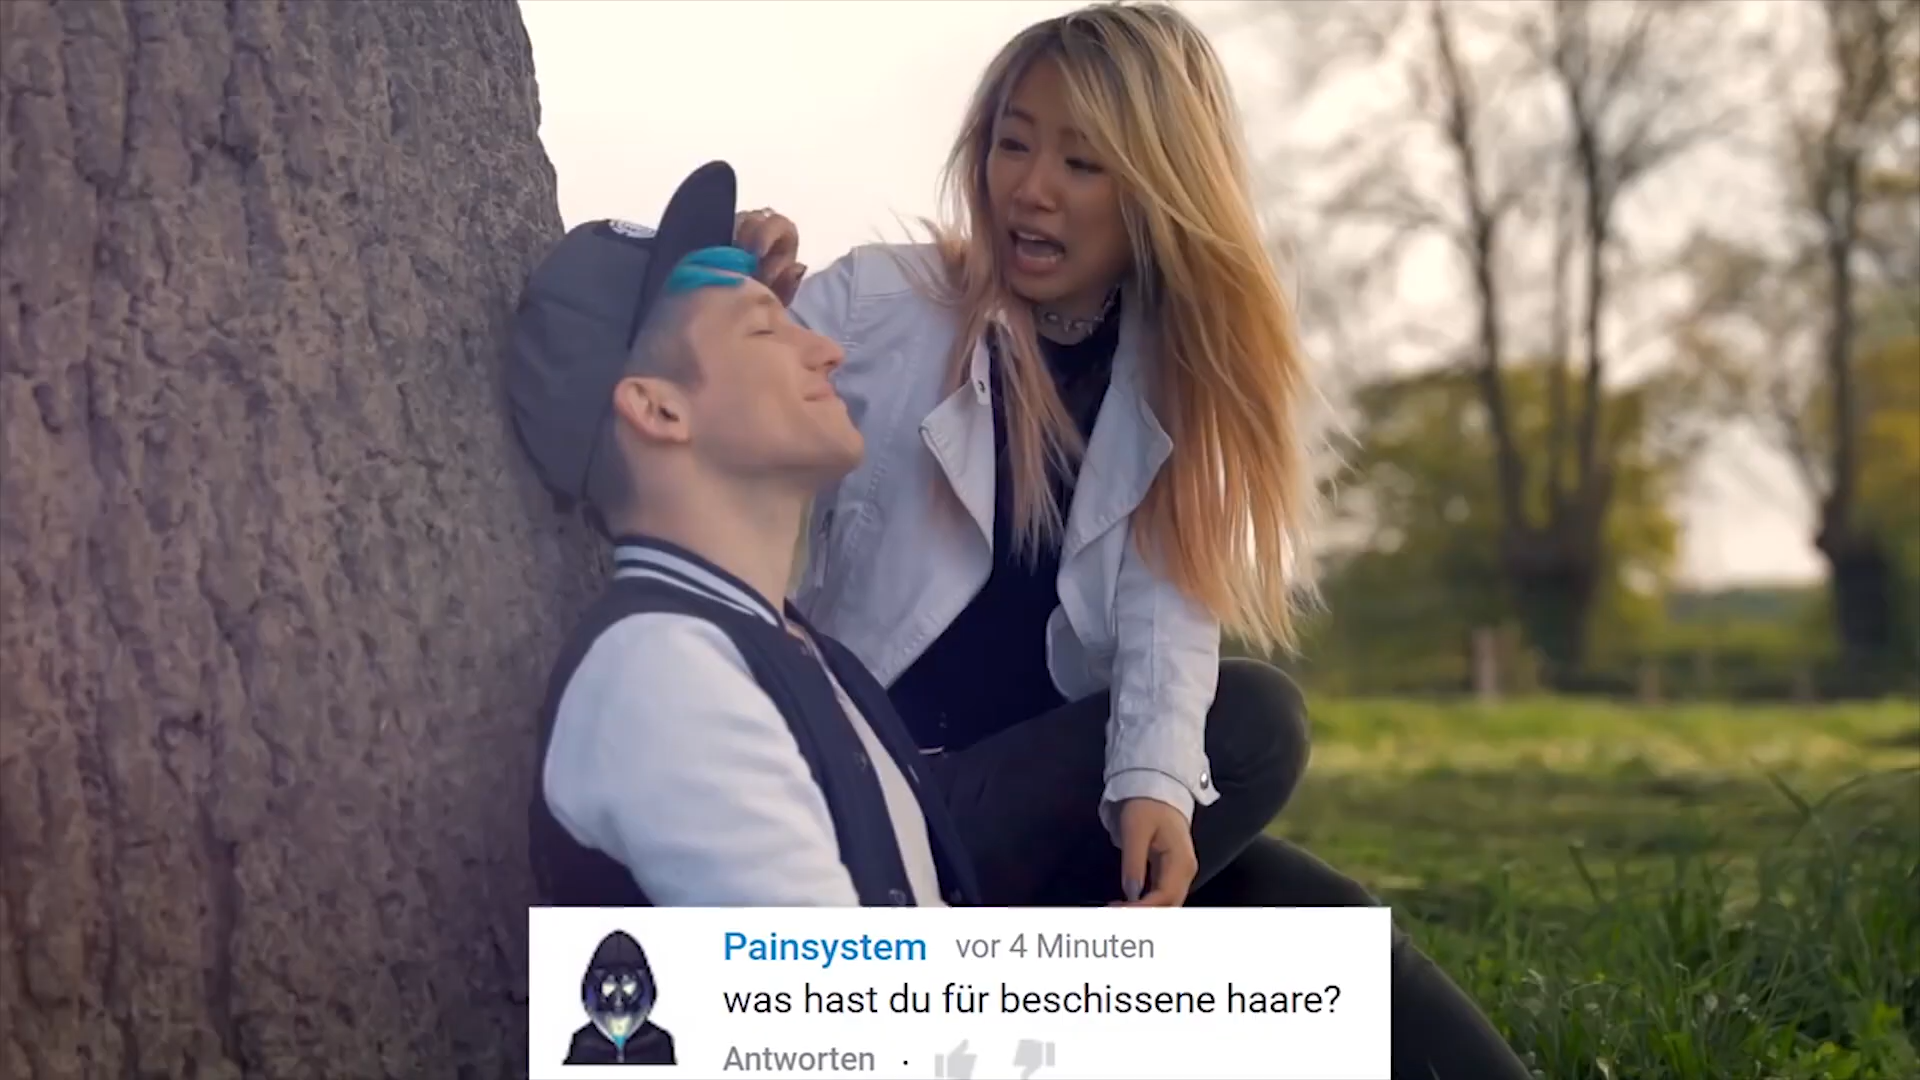 Painsystem vor 4 Minuten
was hast du für beschissene haare?
Antworten ·